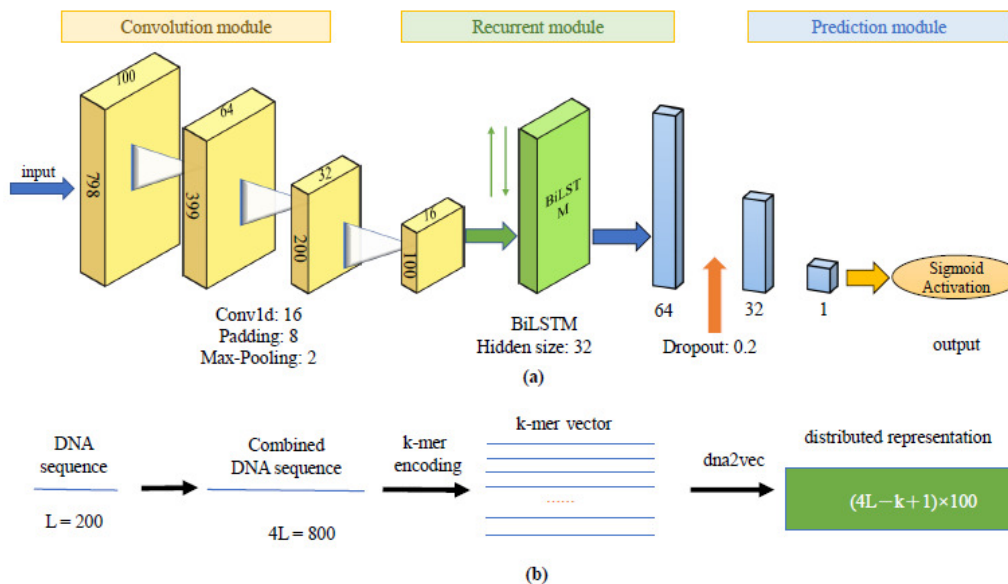 Convolution module
Recurrent module
Prediction module
100
64
32
16
input
798
399
200
100
BiLST
M
Sigmoid
Activation
64
32
1
Conv1d: 16
Padding: 8
Max-Pooling: 2
BiLSTM
Hidden size: 32
Dropout: 0.2
output
(a)
DNA
sequence
L = 200
Combined
DNA sequence
4L = 800
k-mer
encoding
k-mer vector
......
dna2vec
distributed representation
(4L−k+1)×100
(b)